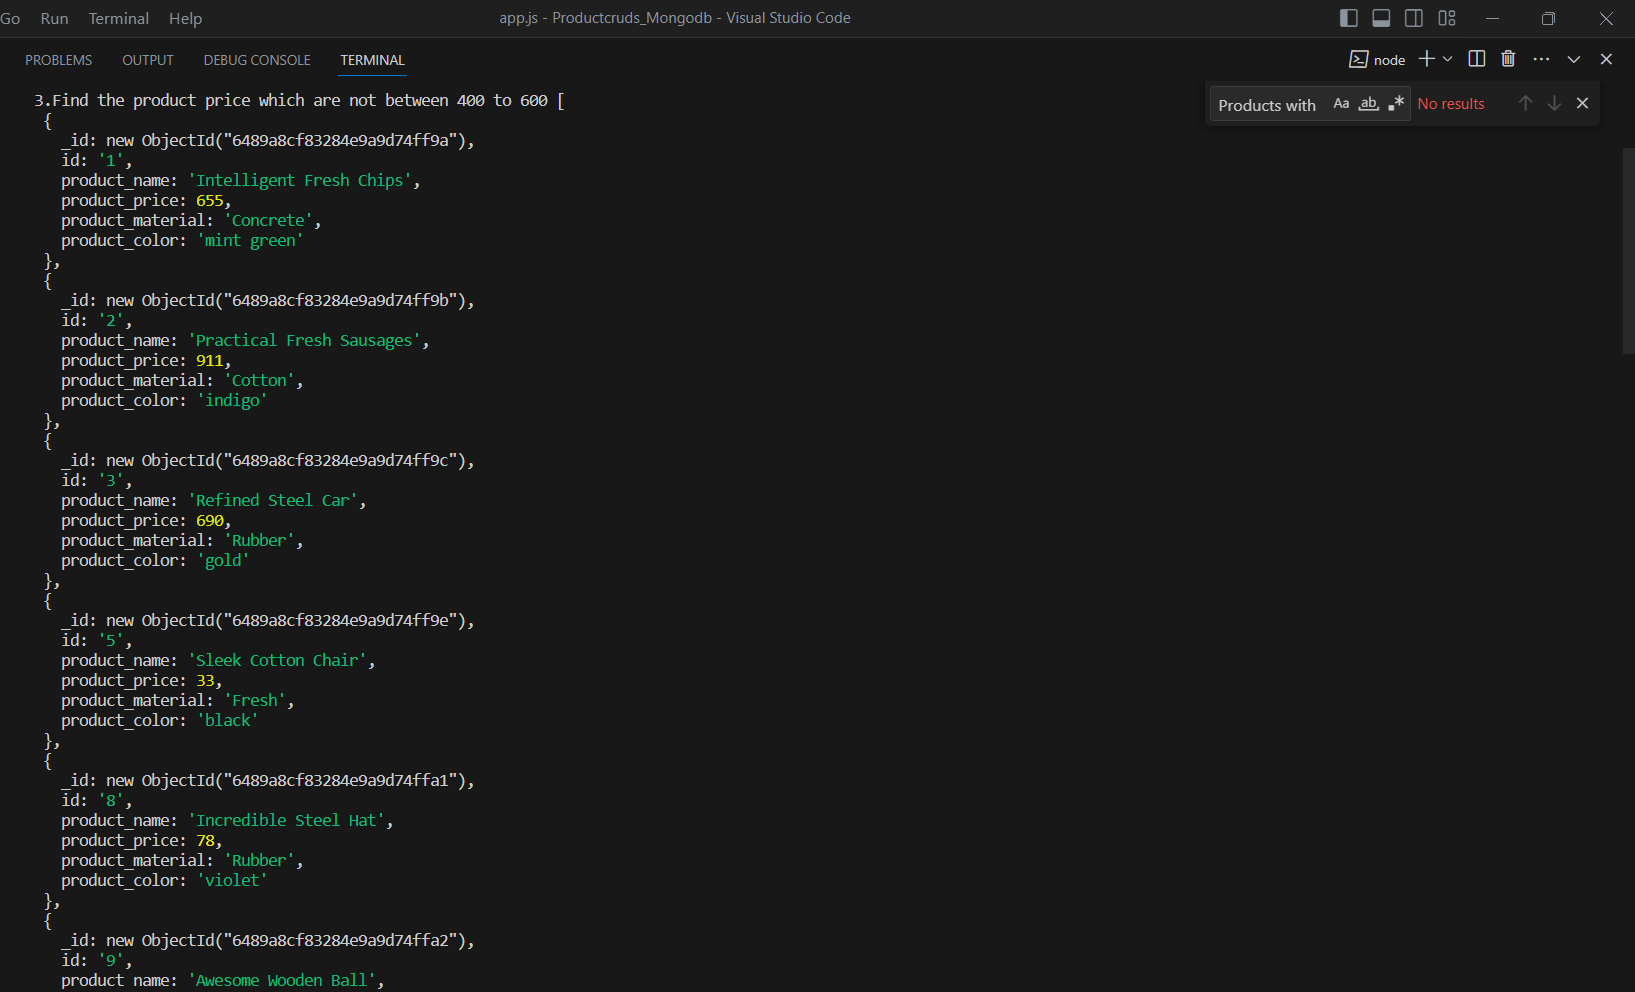 Go Run Terminal Help app.js - Productcruds_Mongodb - Visual Studio Code
PROBLEMS OUTPUT DEBUG CONSOLE TERMINAL node
Products with Aa ab No results
3.Find the product price which are not between 400 to 600 [
{
_id: new ObjectId("6489a8cf83284e9a9d74ff9a"),
id: '1',
product_name: 'Intelligent Fresh Chips',
product_price: 655,
product_material: 'Concrete',
product_color: 'mint green'
},
{
_id: new ObjectId("6489a8cf83284e9a9d74ff9b"),
id: '2',
product_name: 'Practical Fresh Sausages',
product_price: 911,
product_material: 'Cotton',
product_color: 'indigo'
},
{
_id: new ObjectId("6489a8cf83284e9a9d74ff9c"),
id: '3',
product_name: 'Refined Steel Car',
product_price: 690,
product_material: 'Rubber',
product_color: 'gold'
},
{
_id: new ObjectId("6489a8cf83284e9a9d74ff9e"),
id: '5',
product_name: 'Sleek Cotton Chair',
product_price: 33,
product_material: 'Fresh',
product_color: 'black'
},
{
_id: new ObjectId("6489a8cf83284e9a9d74ffa1"),
id: '8',
product_name: 'Incredible Steel Hat',
product_price: 78,
product_material: 'Rubber',
product_color: 'violet'
},
{
_id: new ObjectId("6489a8cf83284e9a9d74ffa2"),
id: '9',
product_name: 'Awesome Wooden Ball',